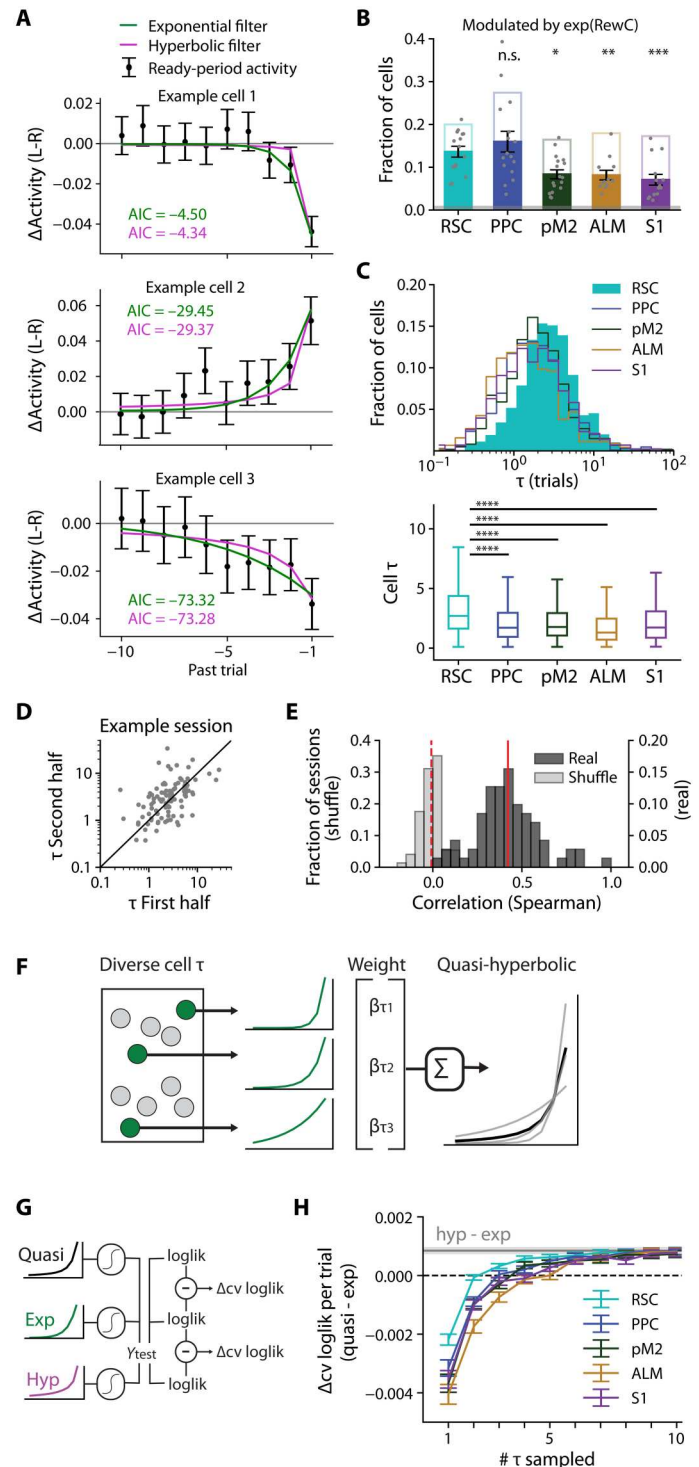 A
Exponential filter
Hyperbolic filter
Ready-period activity
Example cell 1
ΔActivity (L-R)
0.02
0.00
−0.02
−0.04
AIC = −4.50
AIC = −4.34
Example cell 2
ΔActivity (L-R)
0.06
0.04
0.02
0.00
AIC = −29.45
AIC = −29.37
Example cell 3
ΔActivity (L-R)
0.00
−0.02
−0.04
AIC = −73.32
AIC = −73.28
−10
−5
−1
Past trial
B
Modulated by exp(RewC)
Fraction of cells
0.4
0.3
0.2
0.1
0.0
n.s.
*
**
***
RSC
PPC
pM2
ALM
S1
C
Fraction of cells
0.20
0.15
0.10
0.05
RSC
PPC
pM2
ALM
S1
10⁻¹
10⁰
10¹
10²
τ (trials)
Cell τ
10
5
0
****
****
****
****
RSC
PPC
pM2
ALM
S1
D
Example session
τ Second half
10
1
0.1
0.1
1
10
τ First half
E
Fraction of sessions
(shuffle)
0.4
0.3
0.2
0.1
0.0
Real
Shuffle
0.20
0.15
0.10
0.05
0.00
(real)
0.0
0.5
1.0
Correlation (Spearman)
F
Diverse cell τ
Weight
Quasi-hyperbolic
βτ1
βτ2
βτ3
Σ
G
Quasi
Exp
Hyp
Ytest
loglik
loglik
loglik
−
−
Δcv loglik
Δcv loglik
H
Δcv loglik per trial
(quasi - exp)
0.002
0.000
−0.002
−0.004
hyp - exp
RSC
PPC
pM2
ALM
S1
1
5
10
# τ sampled